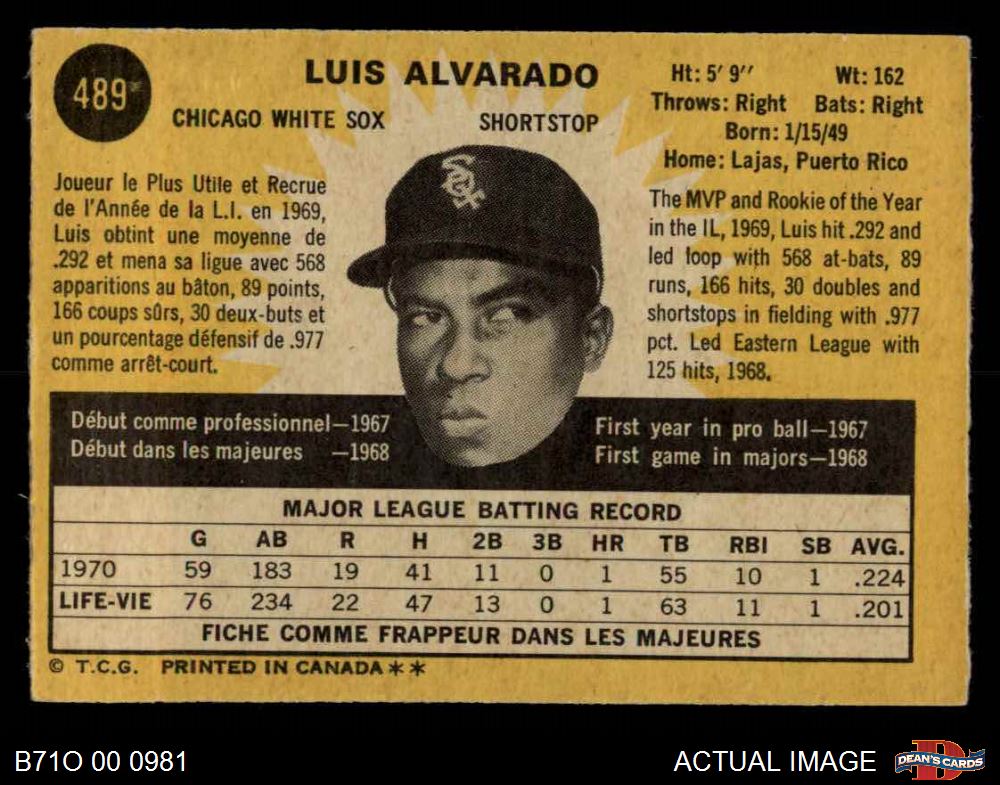 489
LUIS ALVARADO
CHICAGO WHITE SOX SHORTSTOP
Ht: 5' 9'' Wt: 162
Throws: Right Bats: Right
Born: 1/15/49
Home: Lajas, Puerto Rico
Joueur le Plus Utile et Recrue
de l'Année de la L.I. en 1969,
Luis obtint une moyenne de
.292 et mena sa ligue avec 568
apparitions au bâton, 89 points,
166 coups sûrs, 30 deux-buts et
un pourcentage défensif de .977
comme arrêt-court.
The MVP and Rookie of the Year
in the IL, 1969, Luis hit .292 and
led loop with 568 at-bats, 89
runs, 166 hits, 30 doubles and
shortstops in fielding with .977
pct. Led Eastern League with
125 hits, 1968.
Début comme professionnel—1967
Début dans les majeures —1968
First year in pro ball—1967
First game in majors—1968
MAJOR LEAGUE BATTING RECORD
G AB R H 2B 3B HR TB RBI SB AVG.
1970 59 183 19 41 11 0 1 55 10 1 .224
LIFE-VIE 76 234 22 47 13 0 1 63 11 1 .201
FICHE COMME FRAPPEUR DANS LES MAJEURES
© T.C.G. PRINTED IN CANADA **
B71O 00 0981
ACTUAL IMAGE
DEAN'S CARDS